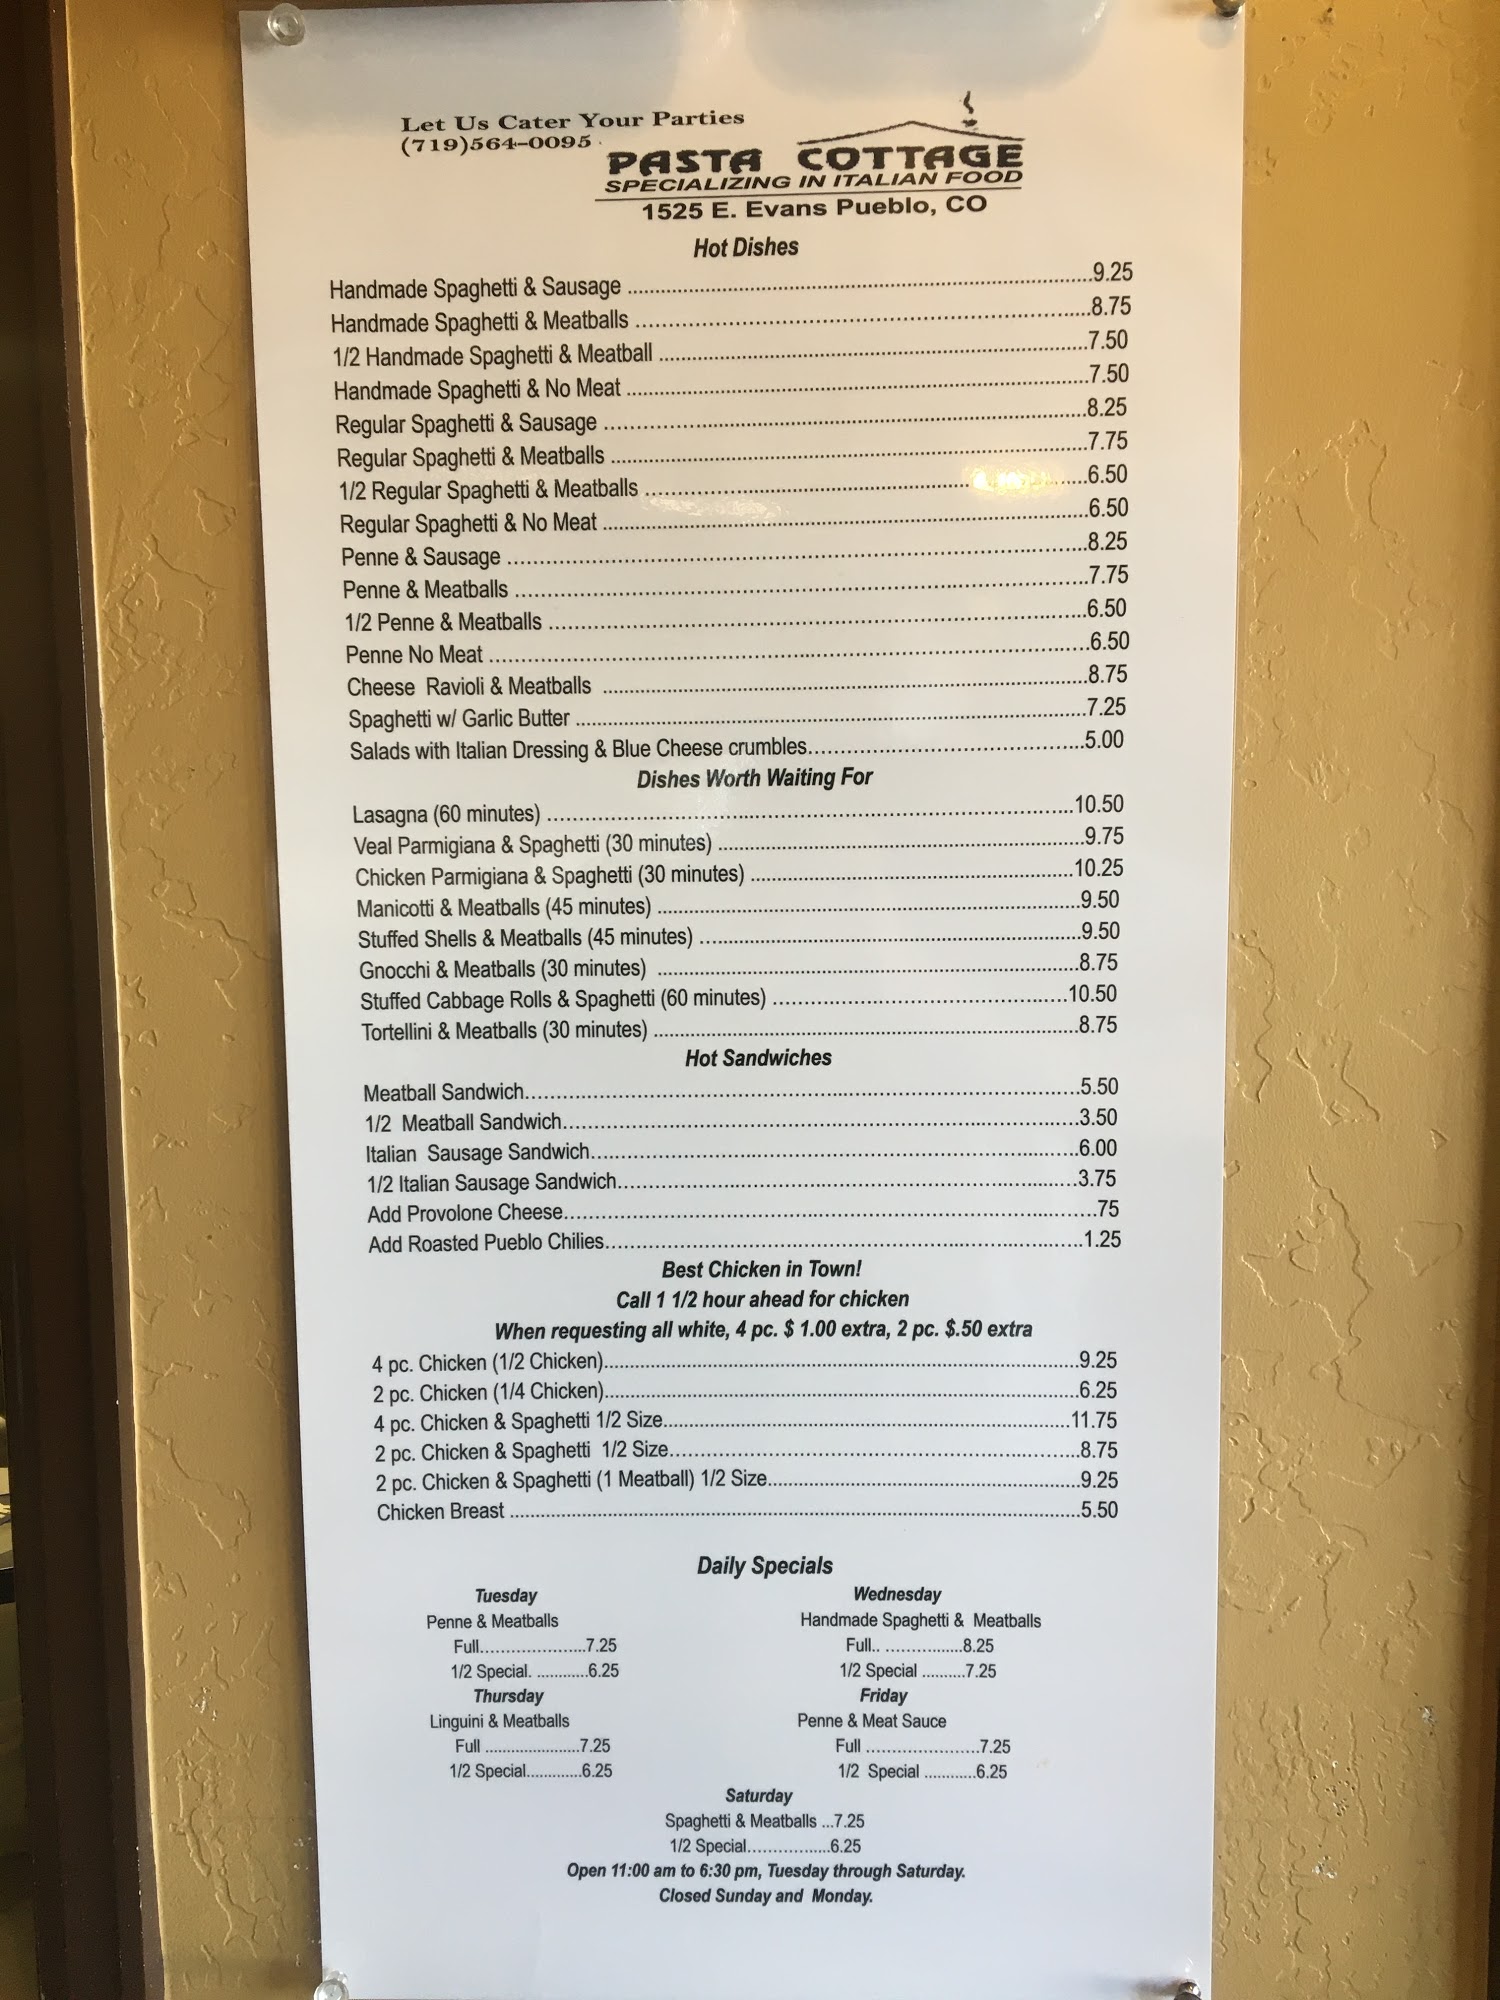 Let Us Cater Your Parties
(719)564-0095
PASTA COTTAGE
SPECIALIZING IN ITALIAN FOOD
1525 E. Evans Pueblo, CO
Hot Dishes
Handmade Spaghetti & Sausage ... 9.25
Handmade Spaghetti & Meatballs ... 8.75
1/2 Handmade Spaghetti & Meatball ... 7.50
Handmade Spaghetti & No Meat ... 7.50
Regular Spaghetti & Sausage ... 8.25
Regular Spaghetti & Meatballs ... 7.75
1/2 Regular Spaghetti & Meatballs ... 6.50
Regular Spaghetti & No Meat ... 6.50
Penne & Sausage ... 8.25
Penne & Meatballs ... 7.75
1/2 Penne & Meatballs ... 6.50
Penne No Meat ... 6.50
Cheese Ravioli & Meatballs ... 8.75
Spaghetti w/ Garlic Butter ... 7.25
Salads with Italian Dressing & Blue Cheese crumbles... 5.00
Dishes Worth Waiting For
Lasagna (60 minutes) ... 10.50
Veal Parmigiana & Spaghetti (30 minutes) ... 9.75
Chicken Parmigiana & Spaghetti (30 minutes) ... 10.25
Manicotti & Meatballs (45 minutes) ... 9.50
Stuffed Shells & Meatballs (45 minutes) ... 9.50
Gnocchi & Meatballs (30 minutes) ... 8.75
Stuffed Cabbage Rolls & Spaghetti (60 minutes) ... 10.50
Tortellini & Meatballs (30 minutes) ... 8.75
Hot Sandwiches
Meatball Sandwich... 5.50
1/2 Meatball Sandwich... 3.50
Italian Sausage Sandwich... 6.00
1/2 Italian Sausage Sandwich... 3.75
Add Provolone Cheese... .75
Add Roasted Pueblo Chilies... 1.25
Best Chicken in Town!
Call 1 1/2 hour ahead for chicken
When requesting all white, 4 pc. $ 1.00 extra, 2 pc. $.50 extra
4 pc. Chicken (1/2 Chicken)... 9.25
2 pc. Chicken (1/4 Chicken)... 6.25
4 pc. Chicken & Spaghetti 1/2 Size... 11.75
2 pc. Chicken & Spaghetti 1/2 Size... 8.75
2 pc. Chicken & Spaghetti (1 Meatball) 1/2 Size... 9.25
Chicken Breast ... 5.50
Daily Specials
Tuesday
Penne & Meatballs
Full... 7.25
1/2 Special. ... 6.25
Wednesday
Handmade Spaghetti & Meatballs
Full.. ... 8.25
1/2 Special ... 7.25
Thursday
Linguini & Meatballs
Full ... 7.25
1/2 Special... 6.25
Friday
Penne & Meat Sauce
Full ... 7.25
1/2 Special ... 6.25
Saturday
Spaghetti & Meatballs ...7.25
1/2 Special... 6.25
Open 11:00 am to 6:30 pm, Tuesday through Saturday.
Closed Sunday and Monday.